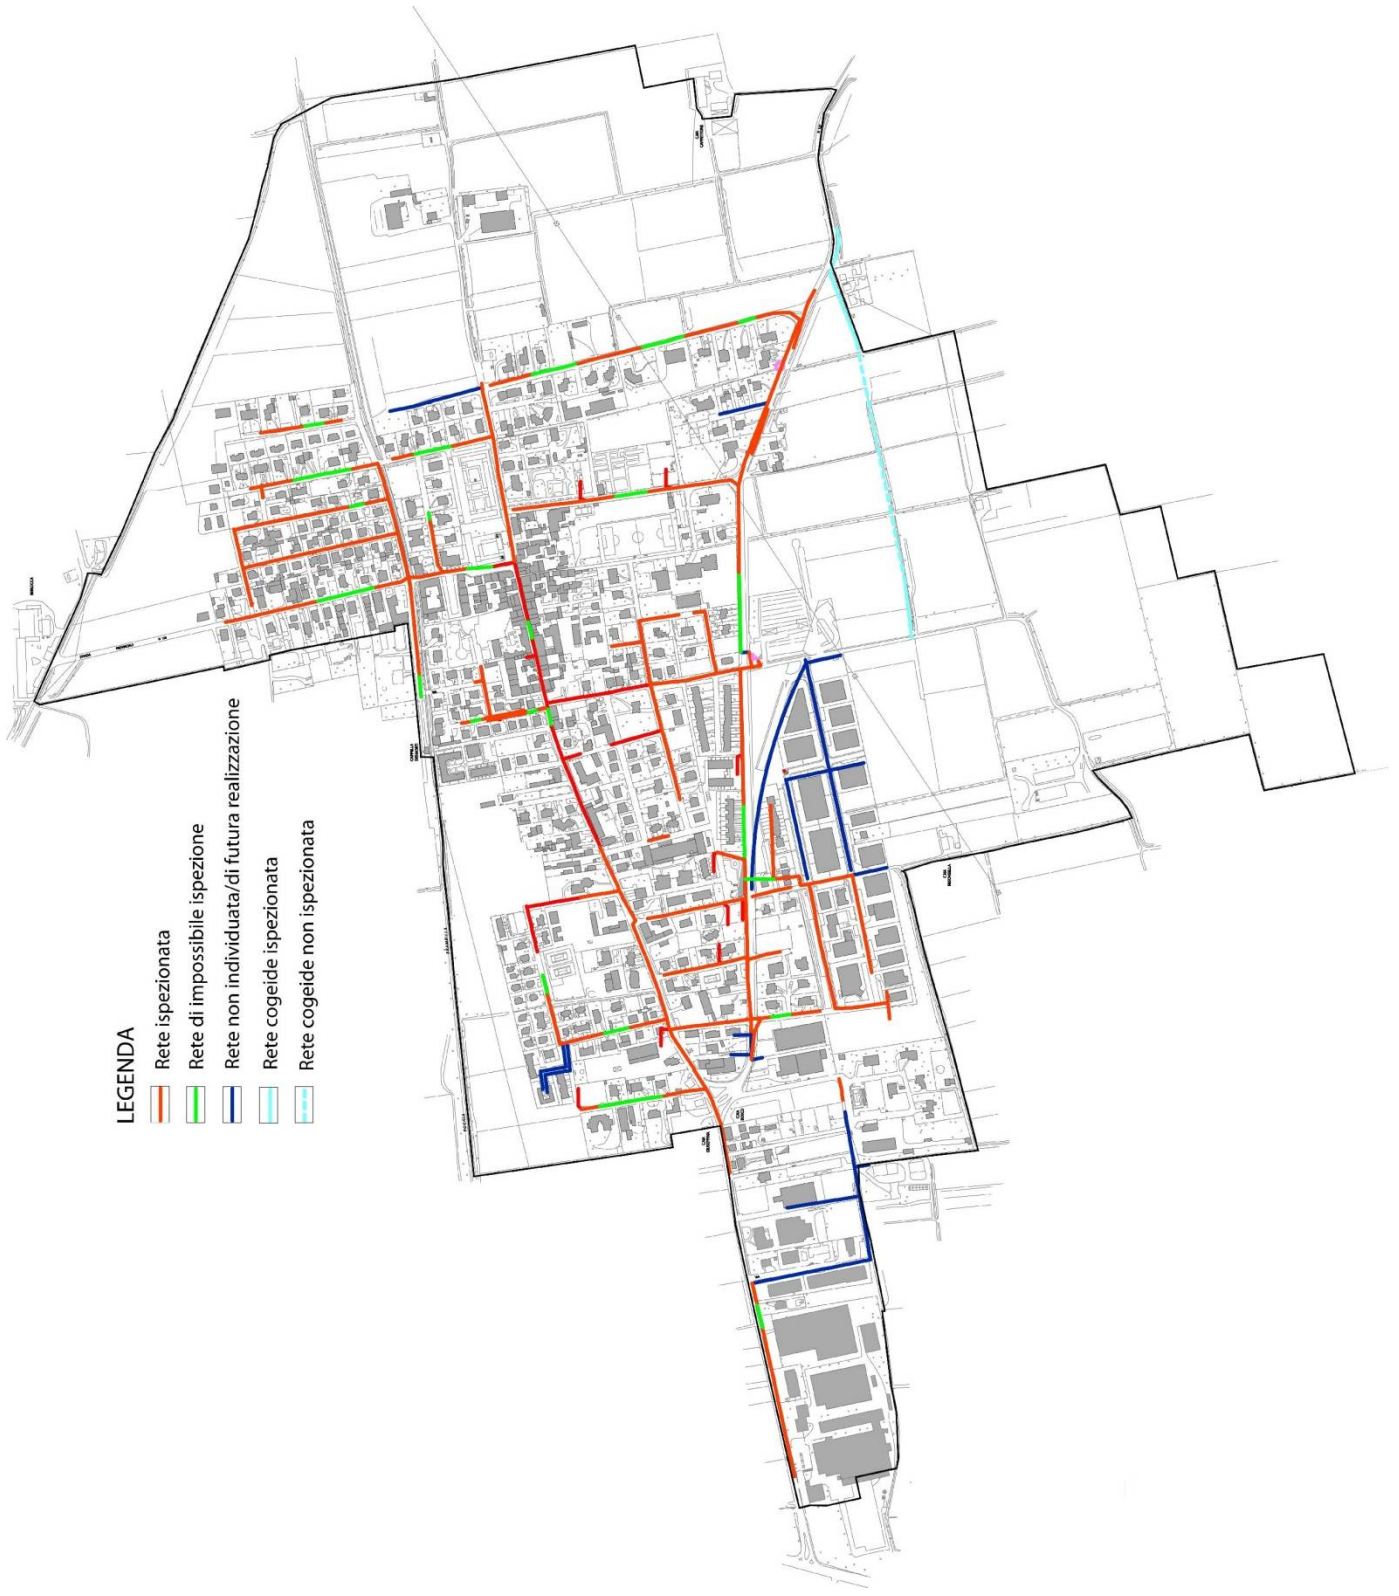 LEGENDA
Rete ispezionata
Rete di impossibile ispezione
Rete non individuata/di futura realizzazione
Rete cogeide ispezionata
Rete cogeide non ispezionata